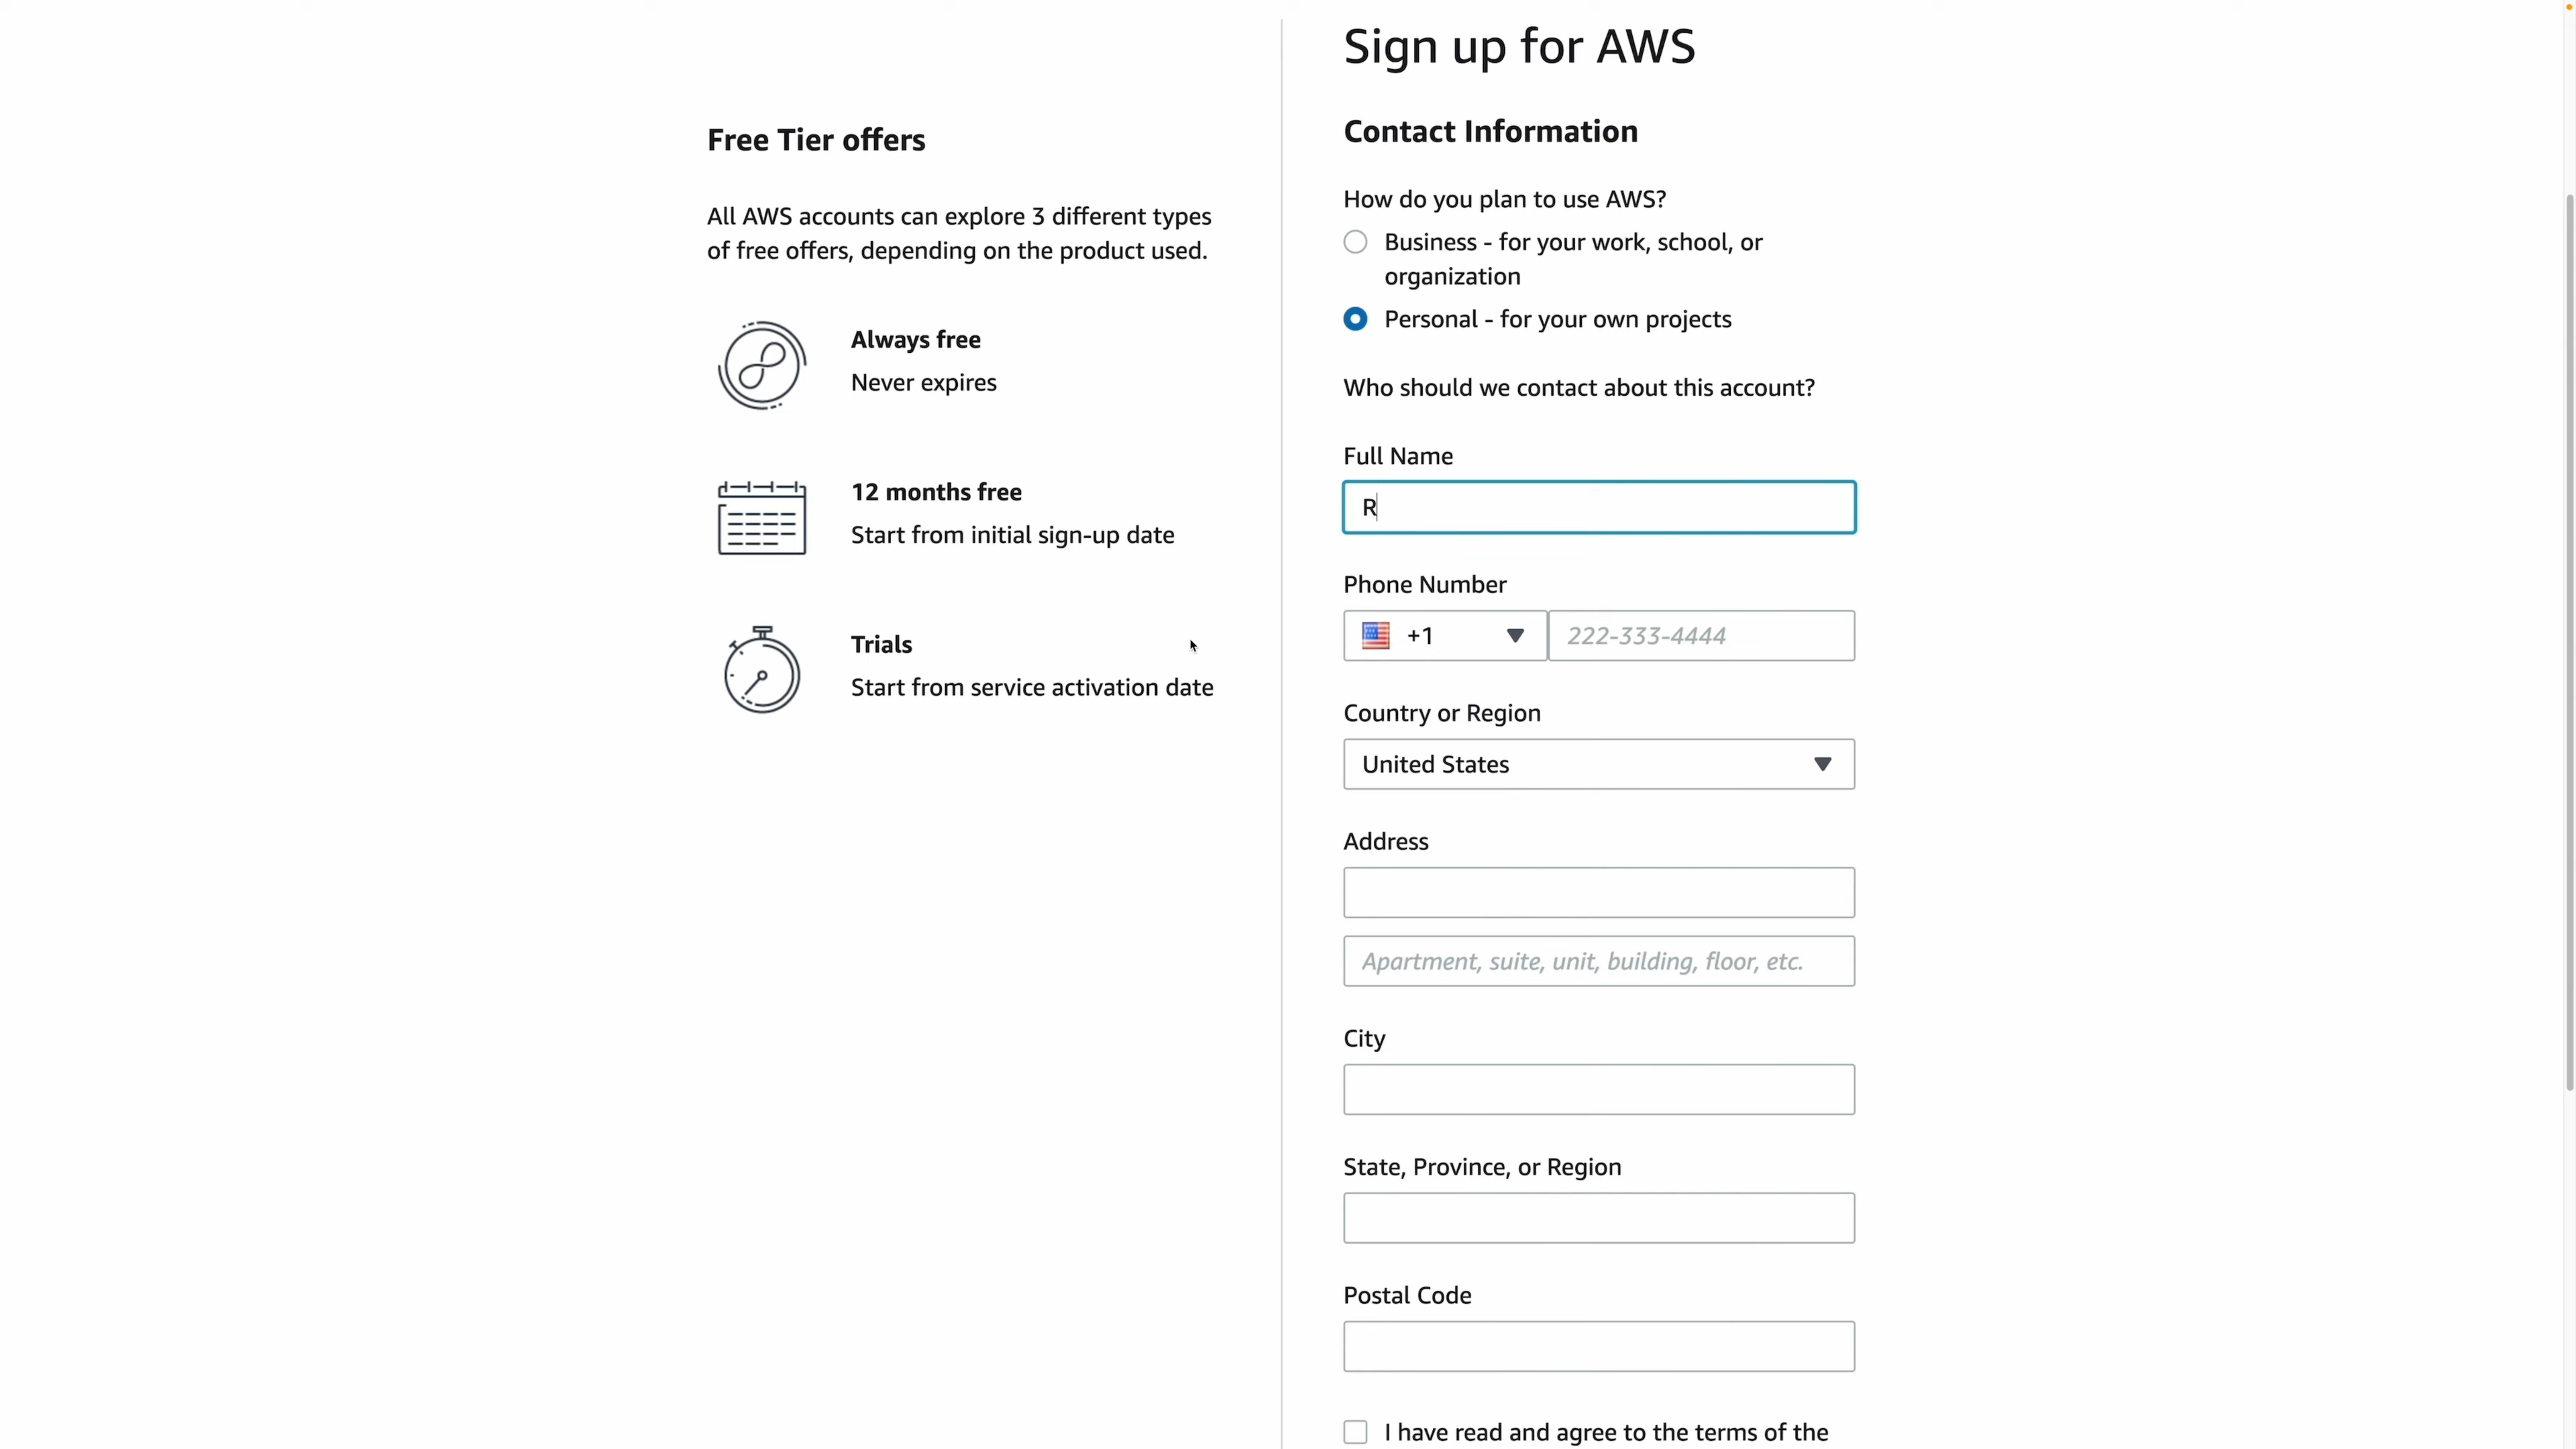 Free Tier offers
All AWS accounts can explore 3 different types
of free offers, depending on the product used.
Always free
Never expires
12 months free
Start from initial sign-up date
Trials
Start from service activation date
Sign up for AWS
Contact Information
How do you plan to use AWS?
Business - for your work, school, or
organization
Personal - for your own projects
Who should we contact about this account?
Full Name
R
Phone Number
+1
222-333-4444
Country or Region
United States
Address
Apartment, suite, unit, building, floor, etc.
City
State, Province, or Region
Postal Code
I have read and agree to the terms of the